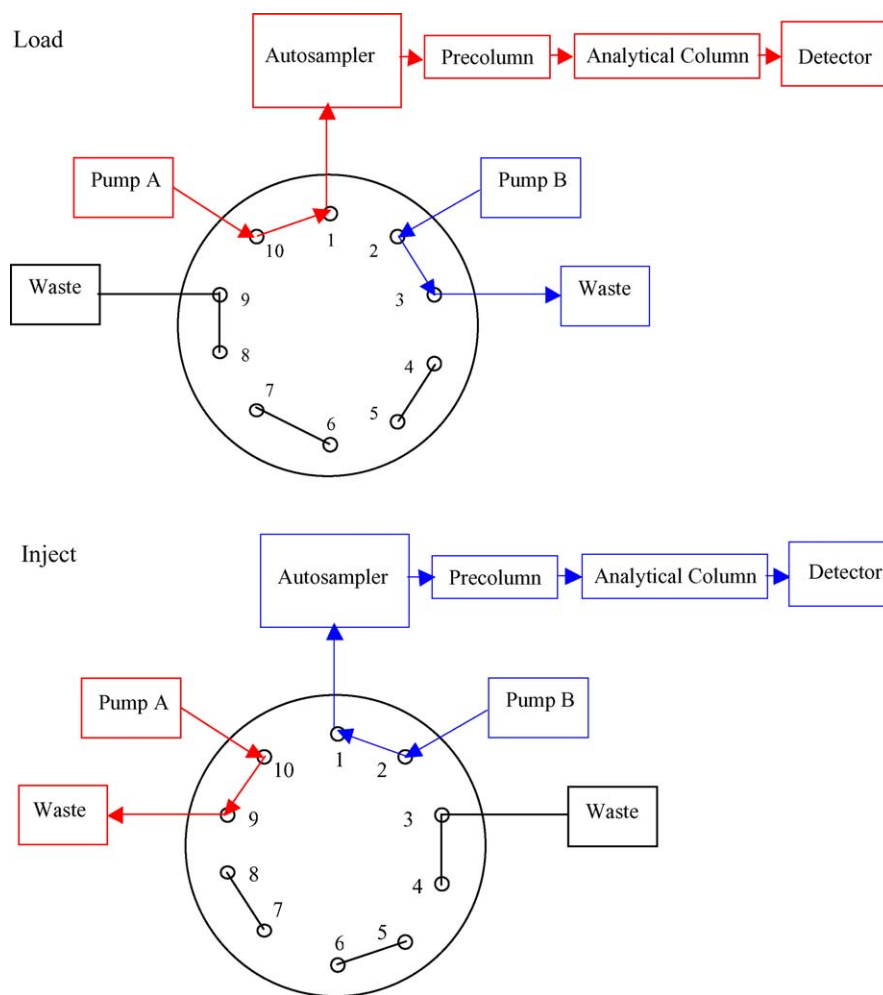 Load
Autosampler
Precolumn
Analytical Column
Detector
Pump A
Pump B
10
1
2
Waste
9
3
Waste
8
4
7
6
5
Inject
Autosampler
Precolumn
Analytical Column
Detector
Pump A
Pump B
10
1
2
Waste
9
3
Waste
8
4
7
6
5